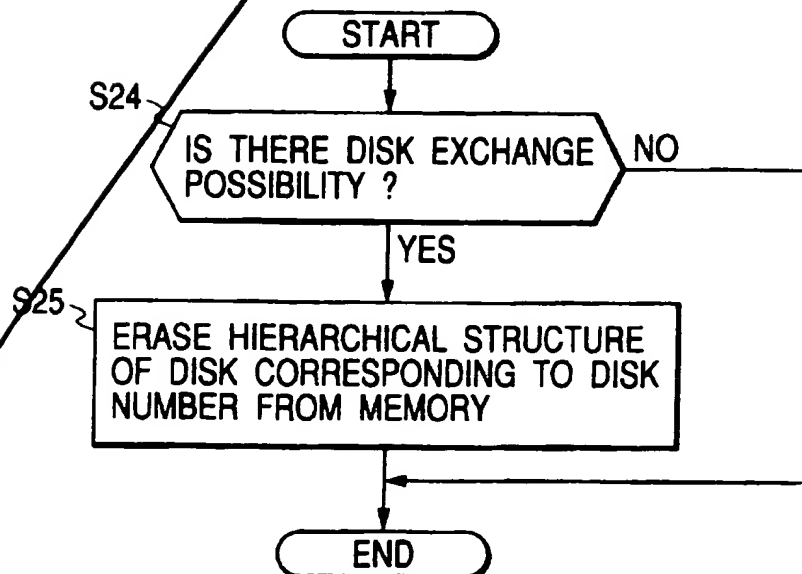 START
S24
IS THERE DISK EXCHANGE
POSSIBILITY ?
NO
YES
S25
ERASE HIERARCHICAL STRUCTURE
OF DISK CORRESPONDING TO DISK
NUMBER FROM MEMORY
END